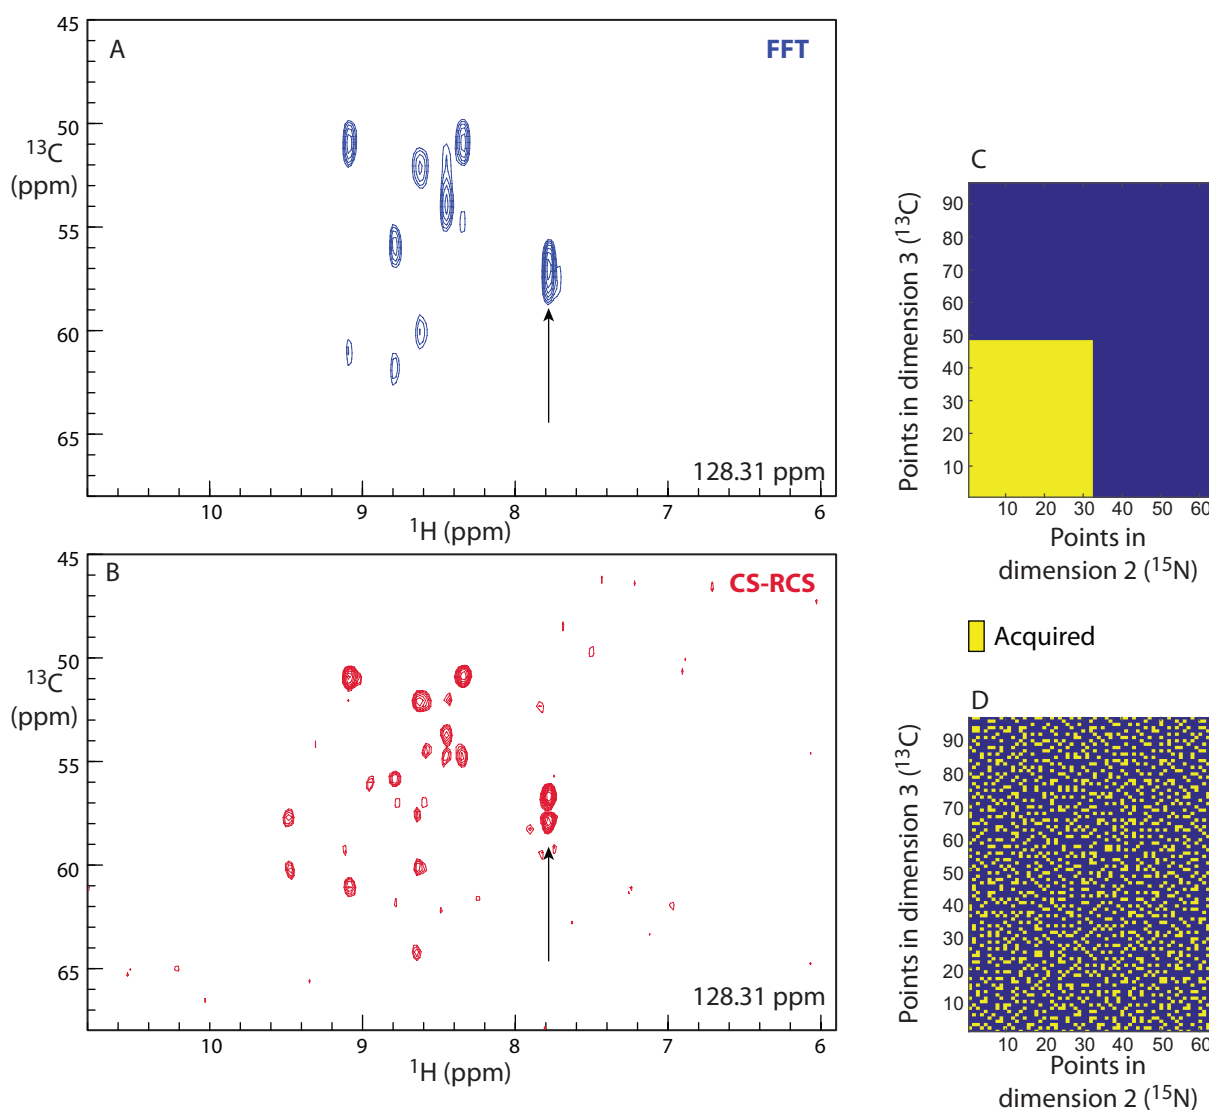 A
FFT
45
50
55
60
65
13C
(ppm)
128.31 ppm
10 9 8 7 6
1H (ppm)
B
CS-RCS
45
50
55
60
65
13C
(ppm)
128.31 ppm
10 9 8 7 6
1H (ppm)
C
Points in dimension 3 (13C)
90
80
70
60
50
40
30
20
10
10 20 30 40 50 60
Points in
dimension 2 (15N)
Acquired
D
Points in dimension 3 (13C)
90
80
70
60
50
40
30
20
10
10 20 30 40 50 60
Points in
dimension 2 (15N)